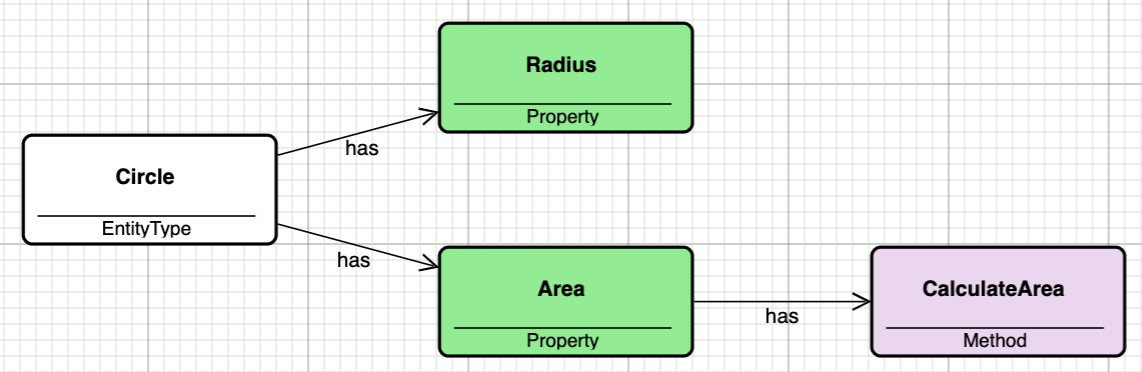 Radius
Property
has
Circle
EntityType
has
Area
Property
has
CalculateArea
Method